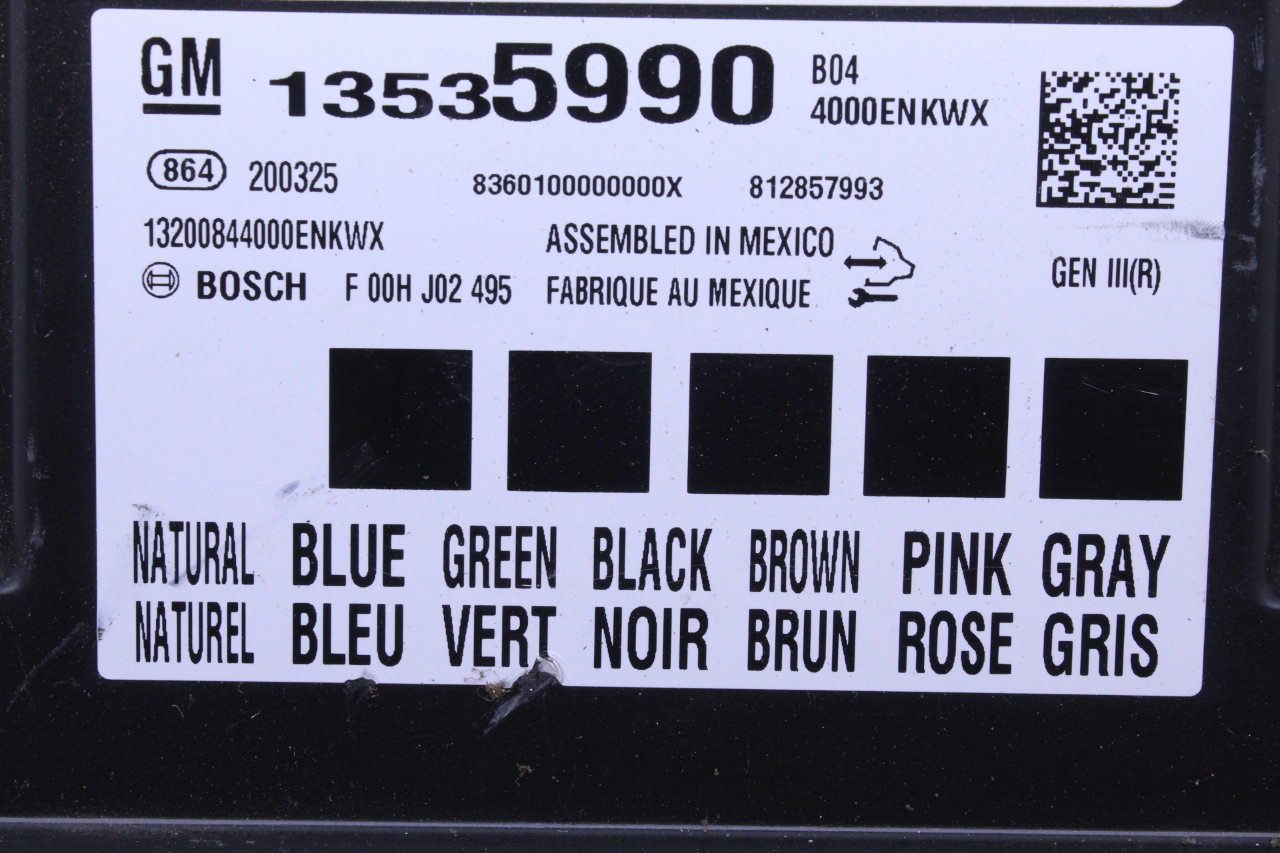 GM 13535990 B04
4000ENKWX
864 200325 8360100000000X 812857993
13200844000ENKWX ASSEMBLED IN MEXICO
BOSCH F 00H J02 495 FABRIQUE AU MEXIQUE GEN III(R)
NATURAL BLUE GREEN BLACK BROWN PINK GRAY
NATUREL BLEU VERT NOIR BRUN ROSE GRIS